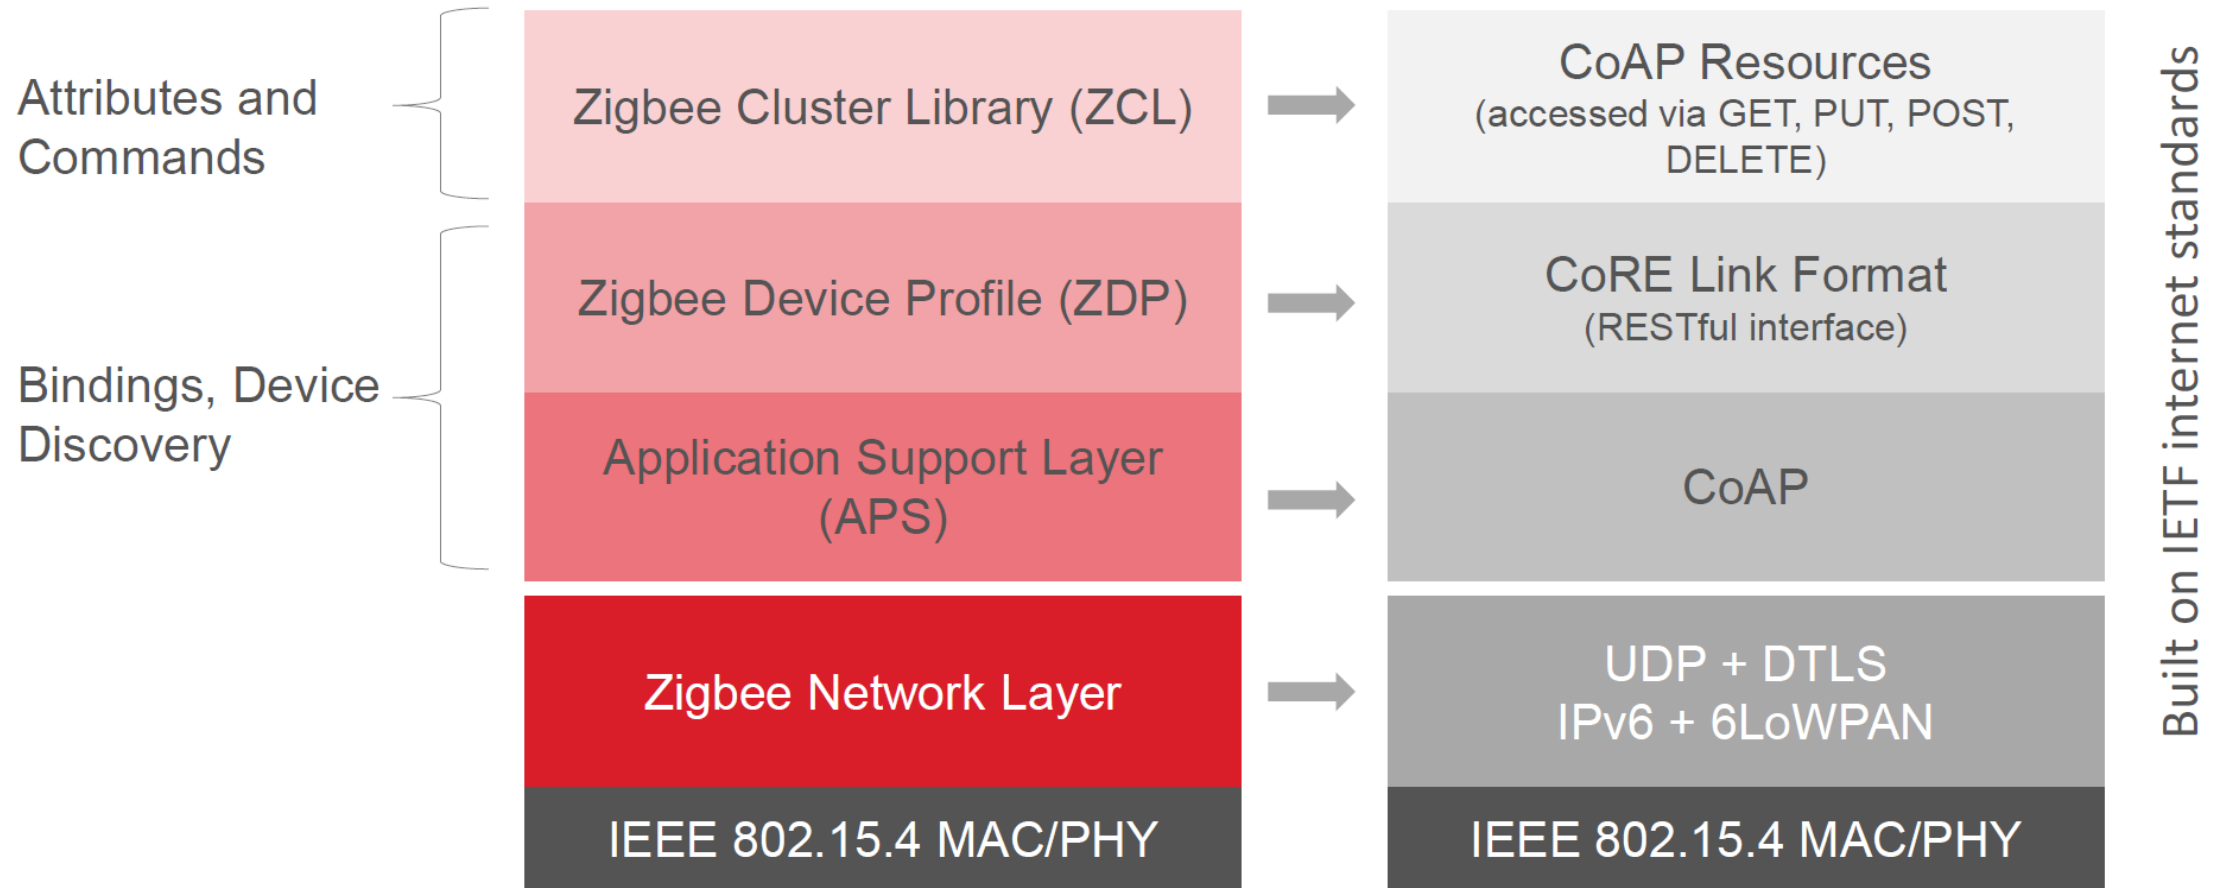 Attributes and
Commands
Zigbee Cluster Library (ZCL)
CoAP Resources
(accessed via GET, PUT, POST,
DELETE)
Zigbee Device Profile (ZDP)
CoRE Link Format
(RESTful interface)
Bindings, Device
Discovery
Application Support Layer
(APS)
CoAP
Zigbee Network Layer
UDP + DTLS
IPv6 + 6LoWPAN
IEEE 802.15.4 MAC/PHY
IEEE 802.15.4 MAC/PHY
Built on IETF internet standards